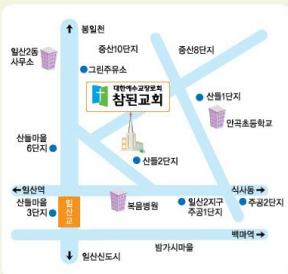 봉일천
일산2동
사무소
중산10단지
중산8단지
그린주유소
대한예수교장로회
참된교회
산들1단지
안곡초등학교
산들마을
6단지
산들2단지
일산역
식사동
산들마을
3단지
일산교
복음병원
일산2지구
주공1단지
주공2단지
백마역
밤가시마을
일산신도시